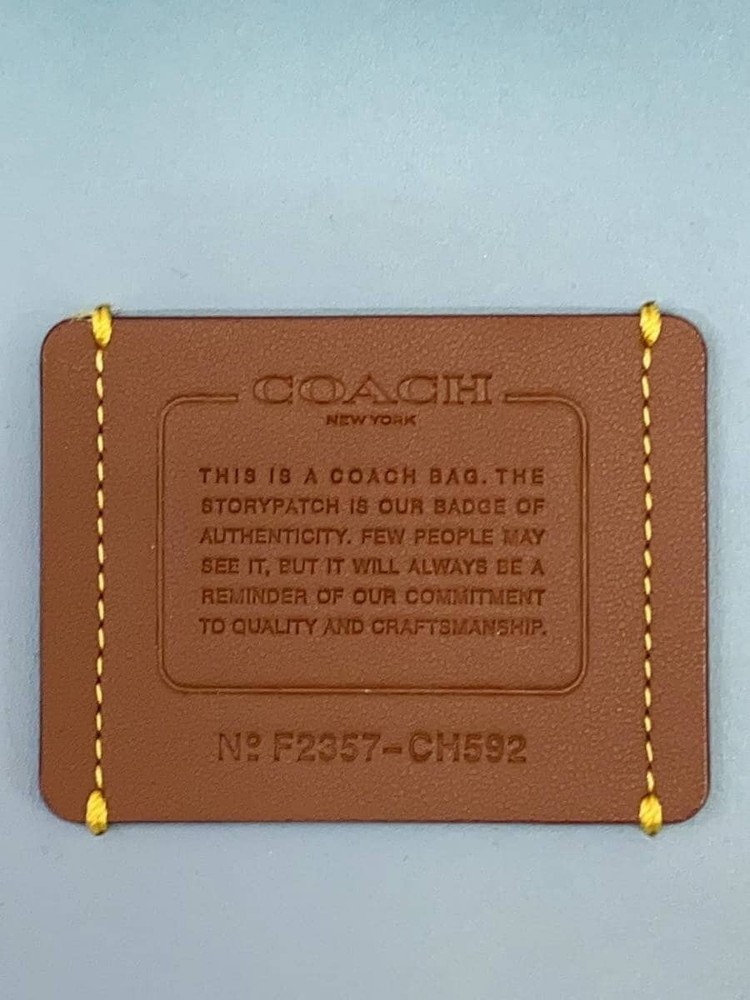 COACH
NEW YORK
THIS IS A COACH BAG. THE
STORYPATCH IS OUR BADGE OF
AUTHENTICITY. FEW PEOPLE MAY
SEE IT, BUT IT WILL ALWAYS BE A
REMINDER OF OUR COMMITMENT
TO QUALITY AND CRAFTSMANSHIP.
Nº F2357-CH592